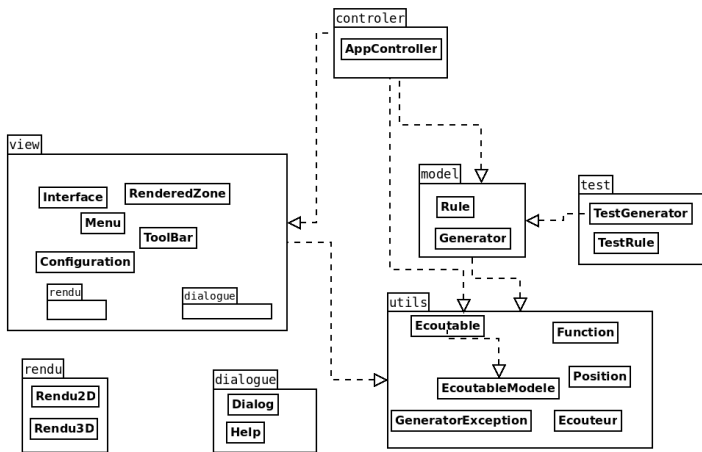 controler
AppController
view
Interface
RenderedZone
Menu
ToolBar
Configuration
rendu
dialogue
model
Rule
Generator
test
TestGenerator
TestRule
utils
Ecoutable
Function
EcoutableModele
Position
GeneratorException
Ecouteur
rendu
Rendu2D
Rendu3D
dialogue
Dialog
Help